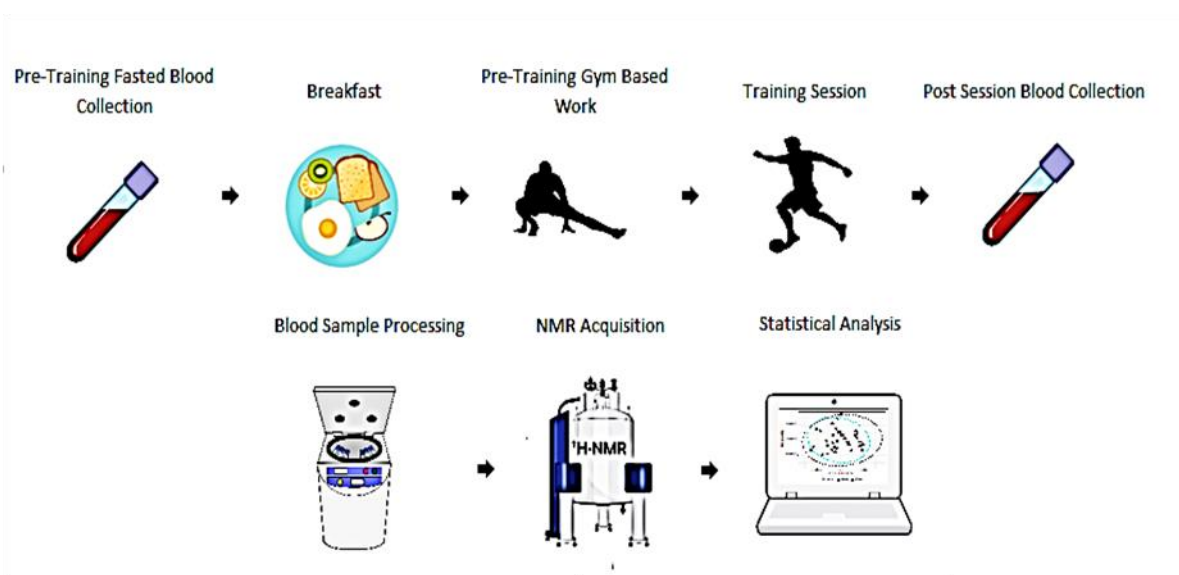 Pre-Training Fasted Blood
Collection
Breakfast
Pre-Training Gym Based
Work
Training Session
Post Session Blood Collection
Blood Sample Processing
NMR Acquisition
Statistical Analysis
¹H-NMR